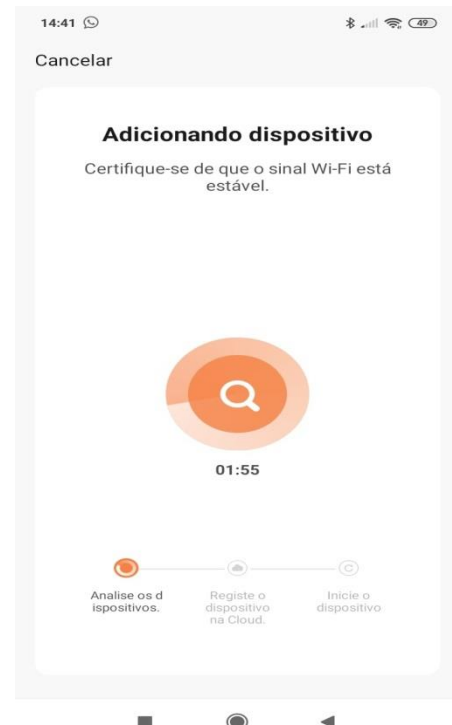 14:41
49
Cancelar
Adicionando dispositivo
Certifique-se de que o sinal Wi-Fi está
estável.
01:55
Analise os d
ispositivos.
Registe o
dispositivo
na Cloud.
Inicie o
dispositivo